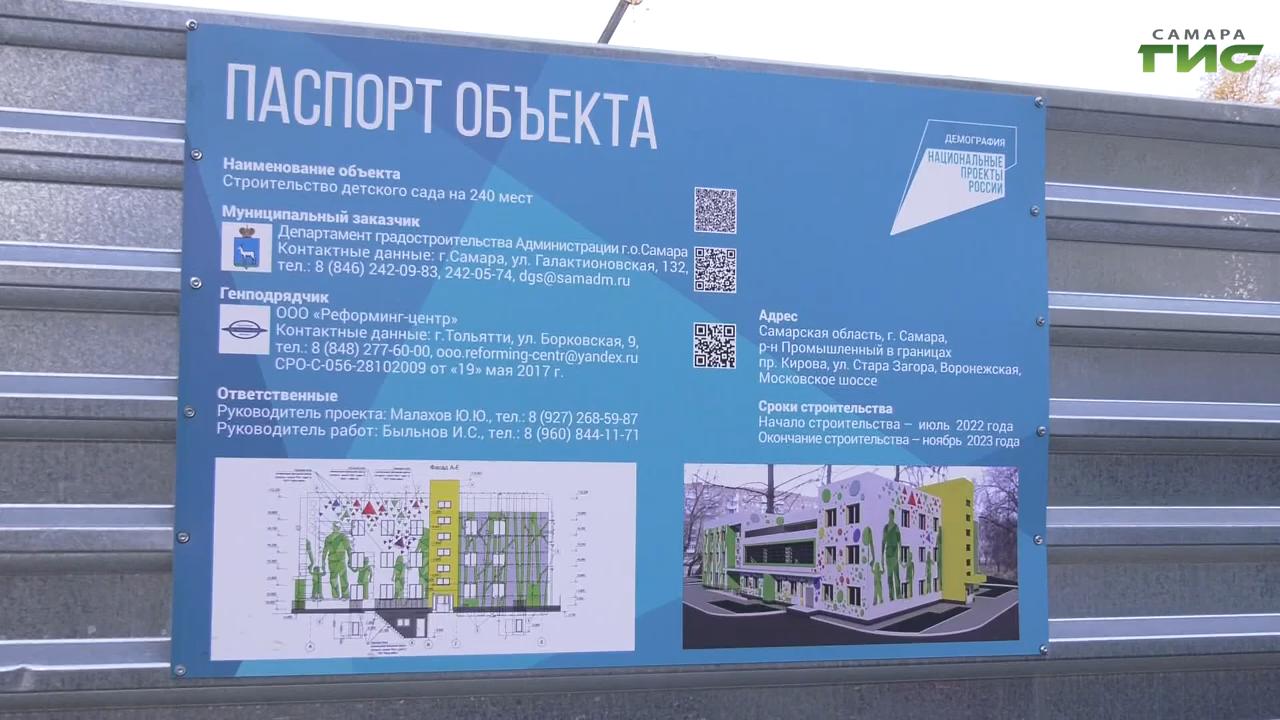 САМАРА
ГИС
ПАСПОРТ ОБЪЕКТА
ДЕМОГРАФИЯ
НАЦИОНАЛЬНЫЕ
ПРОЕКТЫ
РОССИИ
Наименование объекта
Строительство детского сада на 240 мест
Муниципальный заказчик
Департамент градостроительства Администрации г.о.Самара
Контактные данные: г.Самара, ул. Галактионовская, 132,
тел.: 8 (846) 242-09-83, 242-05-74, dgs@samadm.ru
Генподрядчик
ООО «Реформинг-центр»
Контактные данные: г.Тольятти, ул. Борковская, 9,
тел.: 8 (848) 277-60-00, ooo.reforming-centr@yandex.ru
СРО-С-056-28102009 от «19» мая 2017 г.
Ответственные
Руководитель проекта: Малахов Ю.Ю., тел.: 8 (927) 268-59-87
Руководитель работ: Быльнов И.С., тел.: 8 (960) 844-11-71
Адрес
Самарская область, г. Самара,
р-н Промышленный в границах
пр. Кирова, ул. Стара Загора, Воронежская,
Московское шоссе
Сроки строительства
Начало строительства – июль 2022 года
Окончание строительства – ноябрь 2023 года
Фасад А-Е